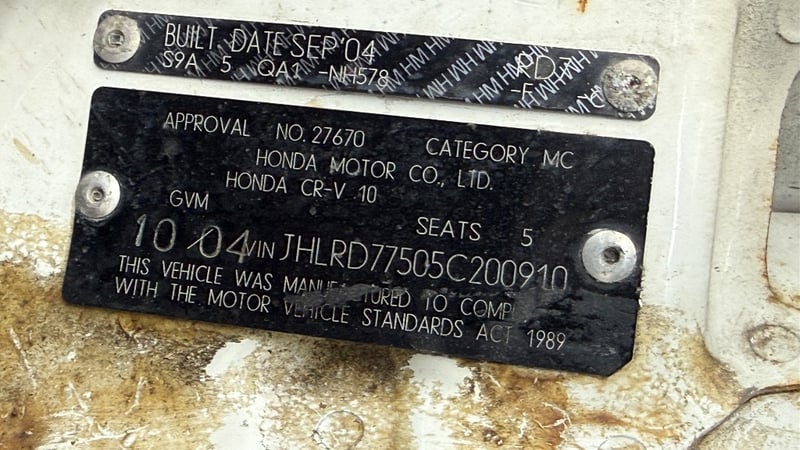 BUILT DATE SEP '04
S9A 5 QA1 -NH578
RD
-E
APPROVAL NO. 27670 CATEGORY MC
HONDA MOTOR CO., LTD.
HONDA CR-V 10
GVM SEATS 5
10/04 VIN JHLRD77505C200910
THIS VEHICLE WAS MANUFACTURED TO COMP
WITH THE MOTOR VEHICLE STANDARDS ACT 1989